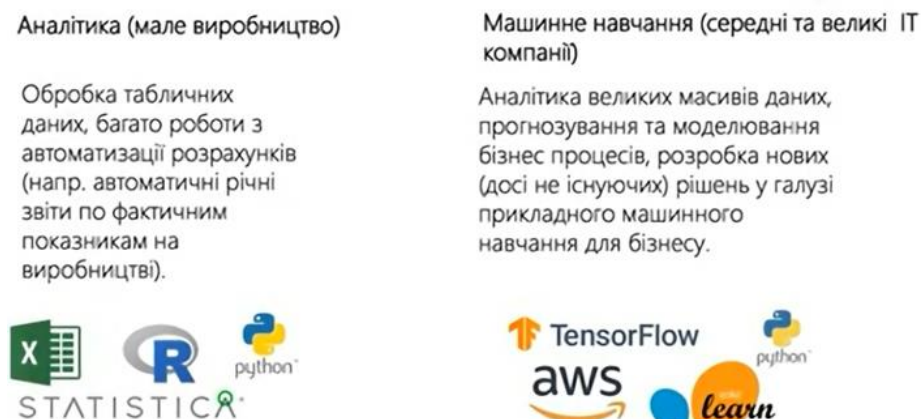 Аналітика (мале виробництво)
Обробка табличних
даних, багато роботи з
автоматизації розрахунків
(напр. автоматичні річні
звіти по фактичним
показникам на
виробництві).
X
R
python
STATISTICA
Машинне навчання (середні та великі ІТ
компанії)
Аналітика великих масивів даних,
прогнозування та моделювання
бізнес процесів, розробка нових
(досі не існуючих) рішень у галузі
прикладного машинного
навчання для бізнесу.
TensorFlow
python
aws
learn